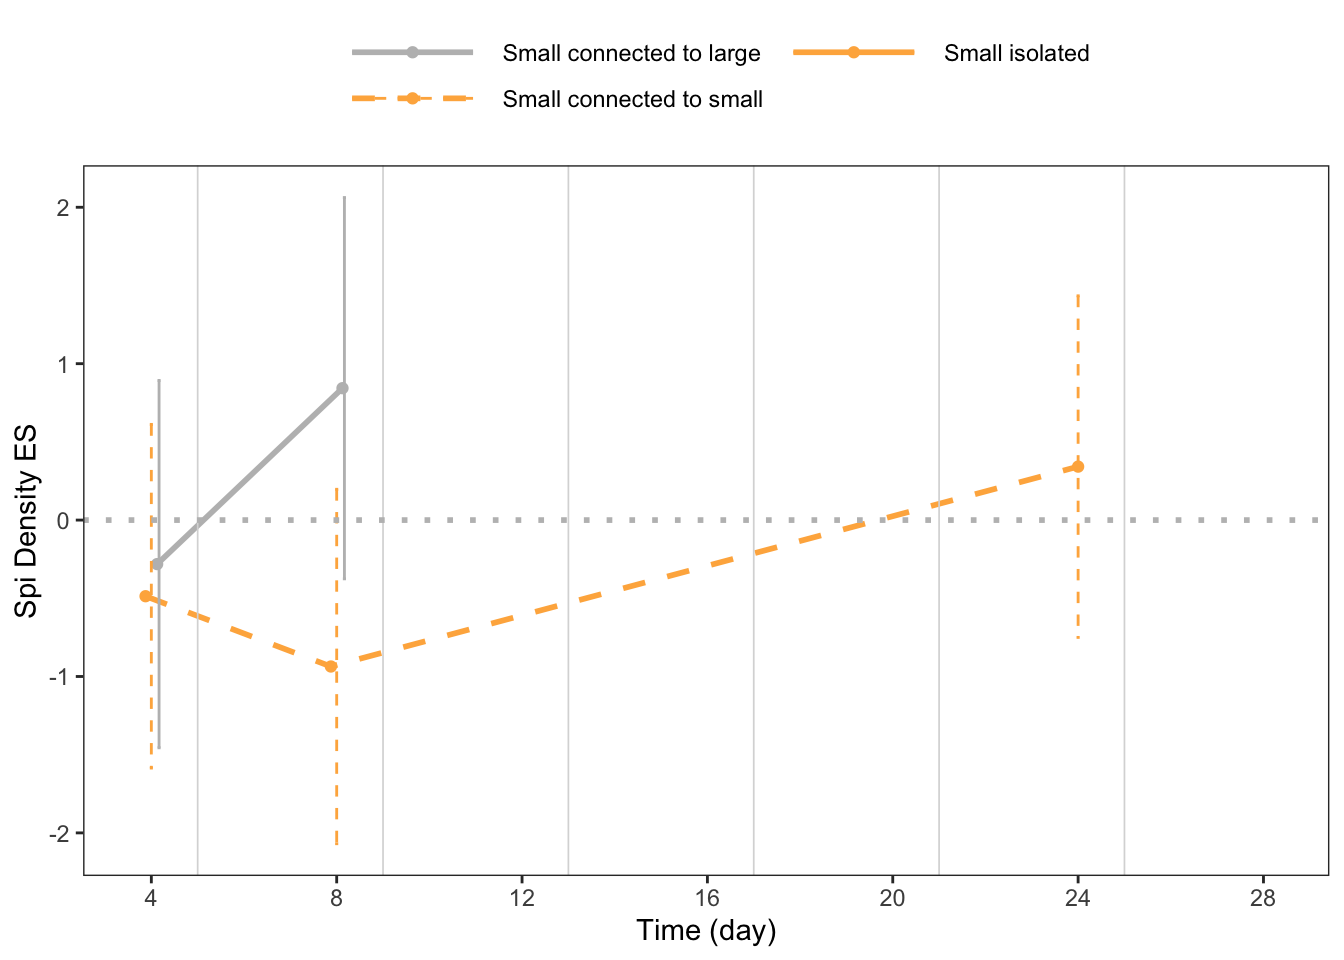 Small connected to large
Small isolated
Small connected to small
Spi Density ES
2
1
0
-1
-2
4 8 12 16 20 24 28
Time (day)